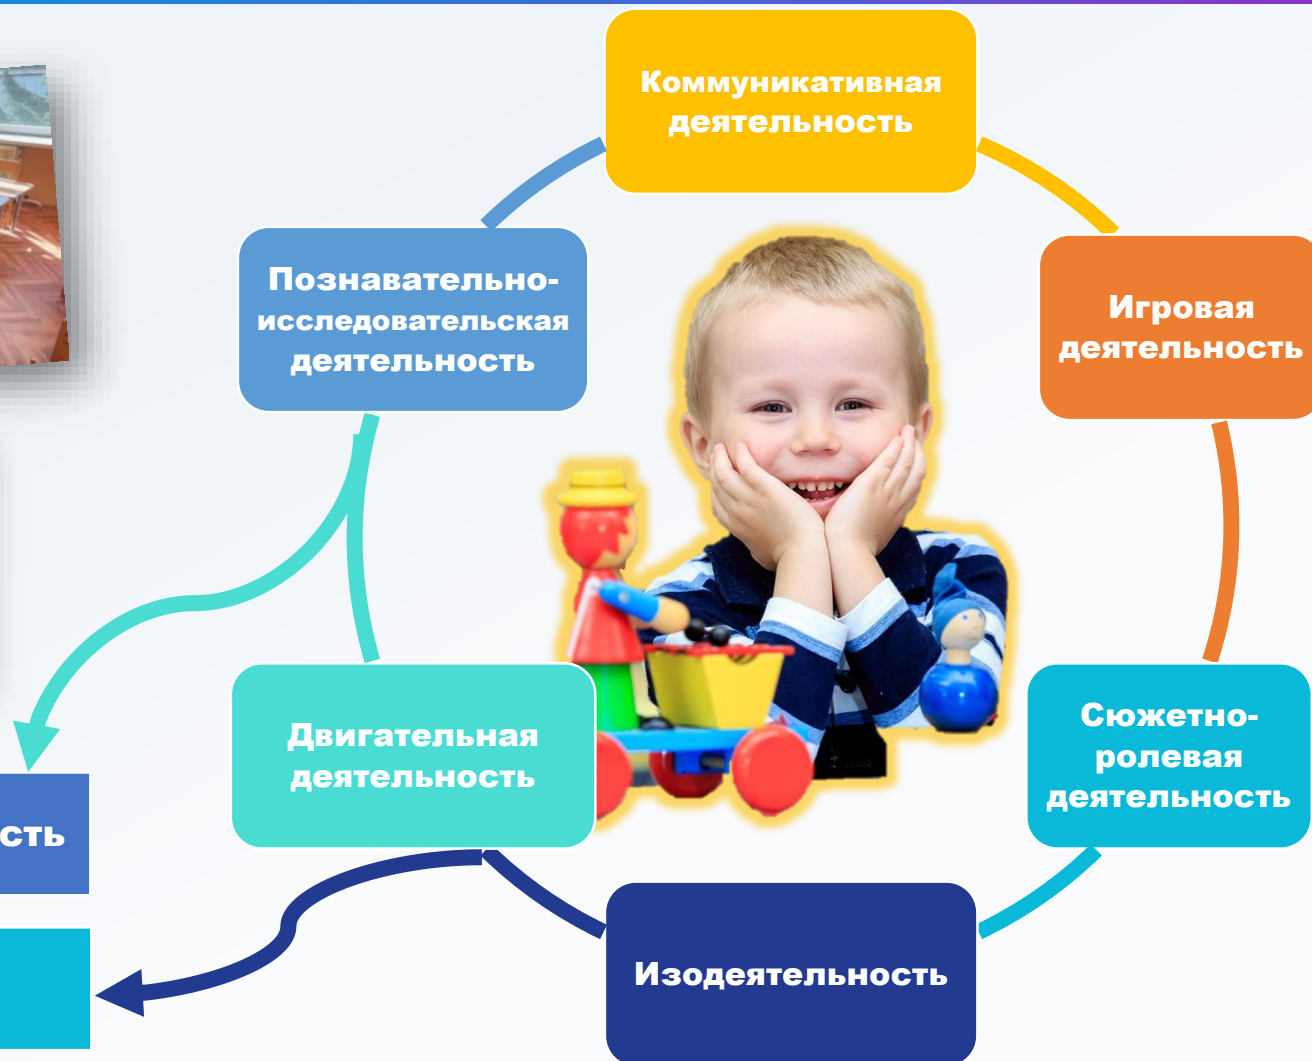 Коммуникативная
деятельность
Познавательно-
исследовательская
деятельность
Игровая
деятельность
Двигательная
деятельность
Сюжетно-
ролевая
деятельность
сть
Изодеятельность